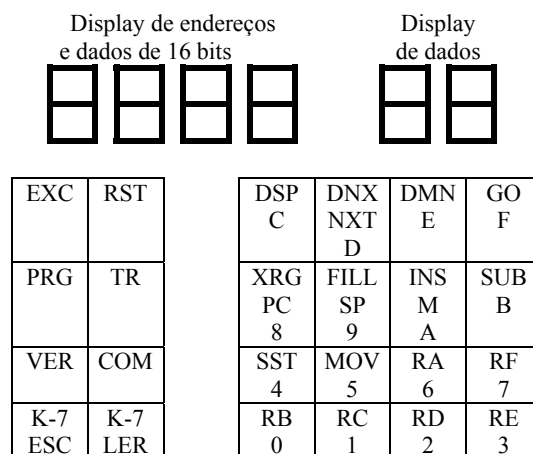 Display de endereços
e dados de 16 bits
Display
de dados
EXC RST
DSP DNX DMN GO
C NXT E F
D
PRG TR
XRG FILL INS SUB
PC SP M B
8 9 A
VER COM
SST MOV RA RF
4 5 6 7
K-7 K-7
ESC LER
RB RC RD RE
0 1 2 3